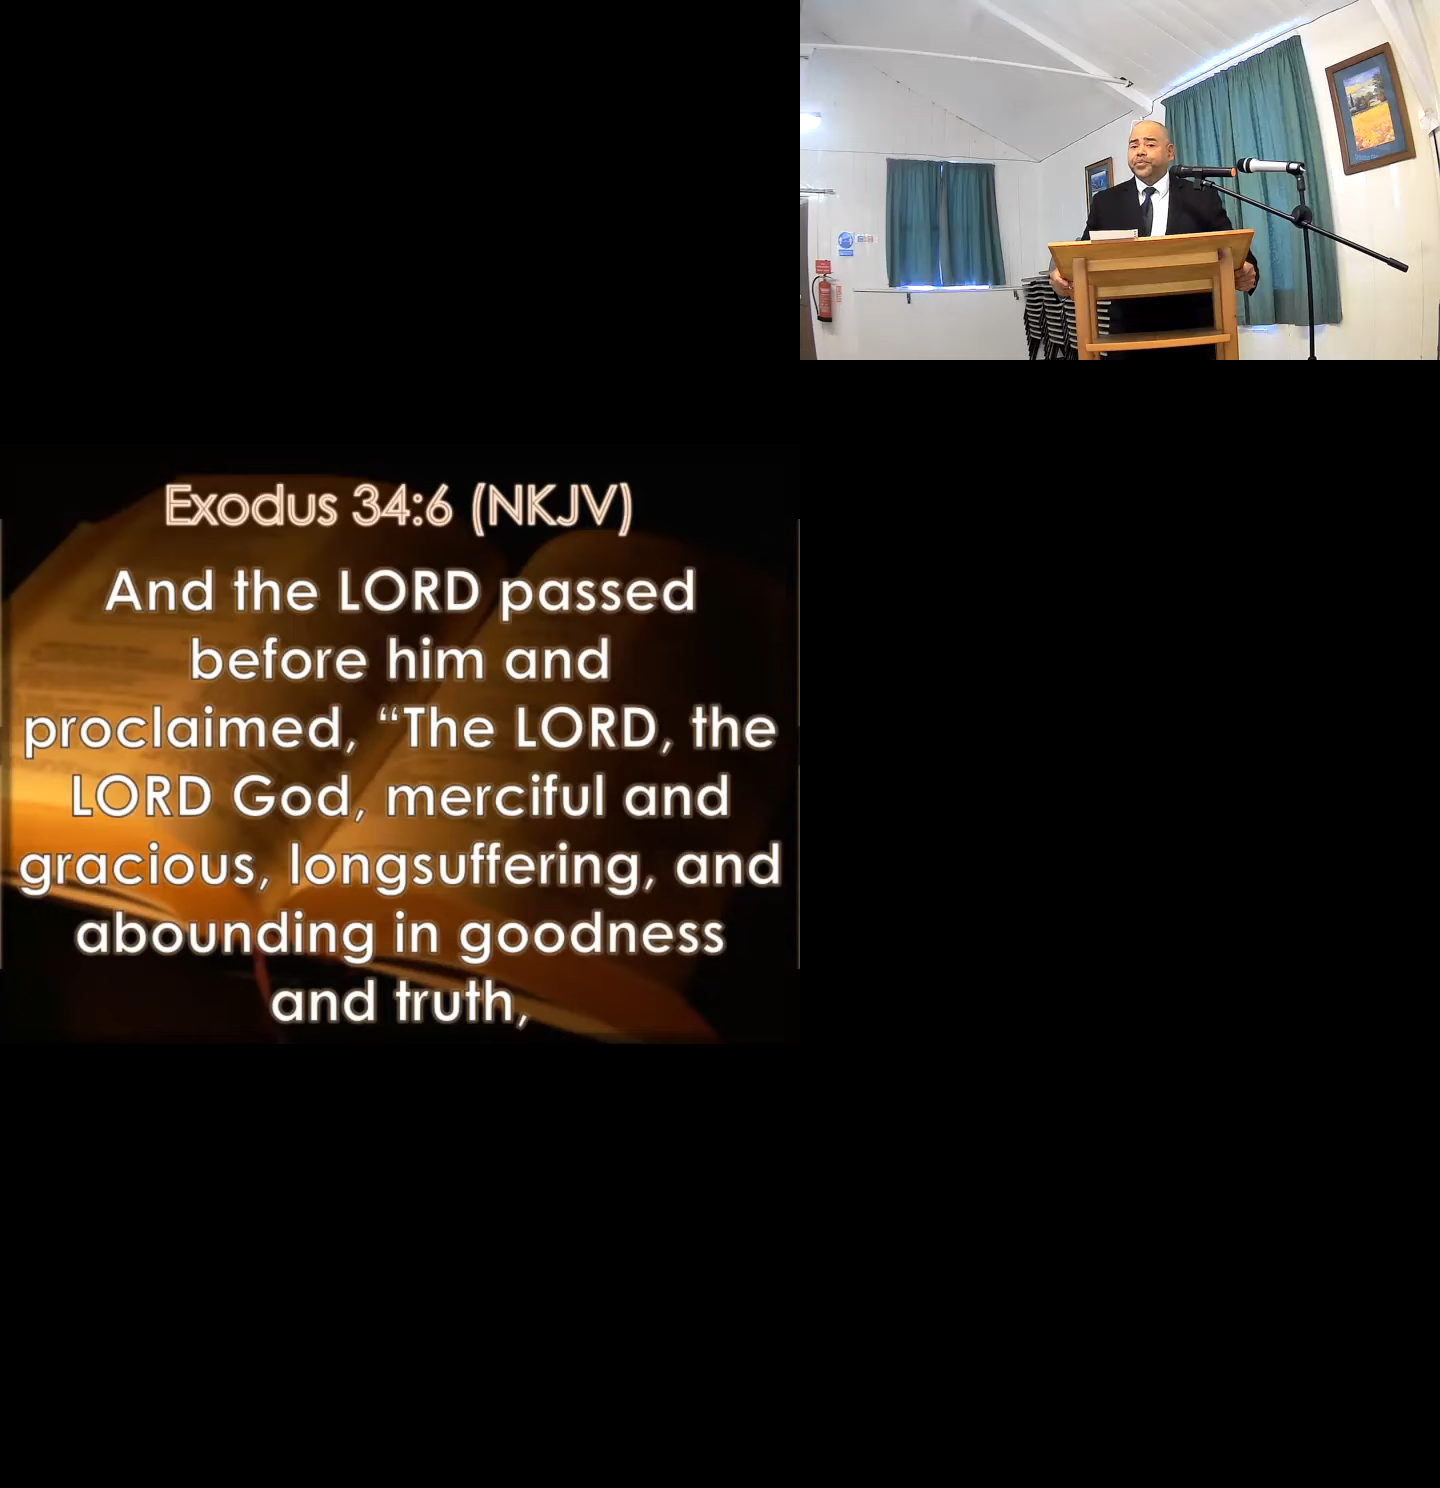 Exodus 34:6 (NKJV)
And the LORD passed
before him and
proclaimed, “The LORD, the
LORD God, merciful and
gracious, longsuffering, and
abounding in goodness
and truth,